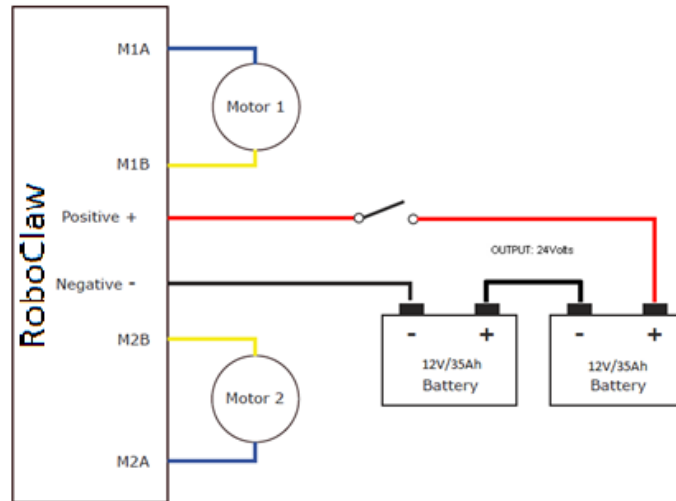 RoboClaw
M1A
Motor 1
M1B
Positive +
OUTPUT: 24Volts
Negative -
- +
12V/35Ah
Battery
- +
12V/35Ah
Battery
M2B
Motor 2
M2A